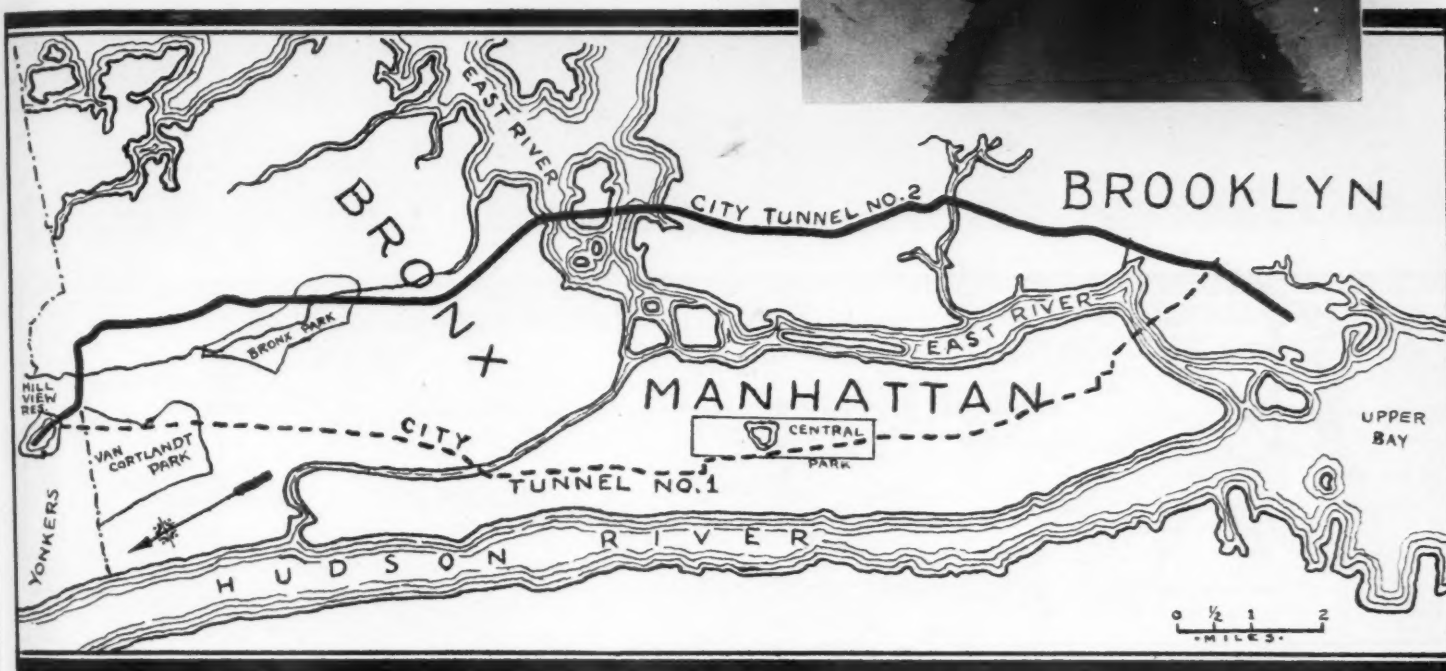 EAST RIVER
BRONX
CITY TUNNEL NO.2
BROOKLYN
BRONX PARK
EAST RIVER
HILL
VIEW
RES.
MANHATTAN
CITY
TUNNEL NO.1
VAN
CORTLANDT
PARK
CENTRAL
PARK
UPPER
BAY
YONKERS
HUDSON RIVER
0 ½ 1 2
·MILES·